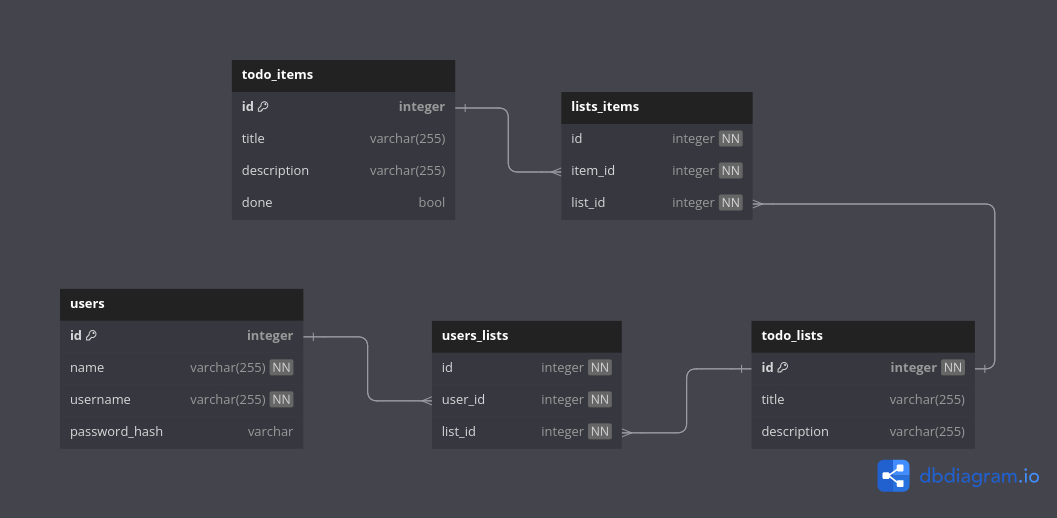 todo_items
id integer
title varchar(255)
description varchar(255)
done bool
lists_items
id integer NN
item_id integer NN
list_id integer NN
users
id integer
name varchar(255) NN
username varchar(255) NN
password_hash varchar
users_lists
id integer NN
user_id integer NN
list_id integer NN
todo_lists
id integer NN
title varchar(255)
description varchar(255)
dbdiagram.io